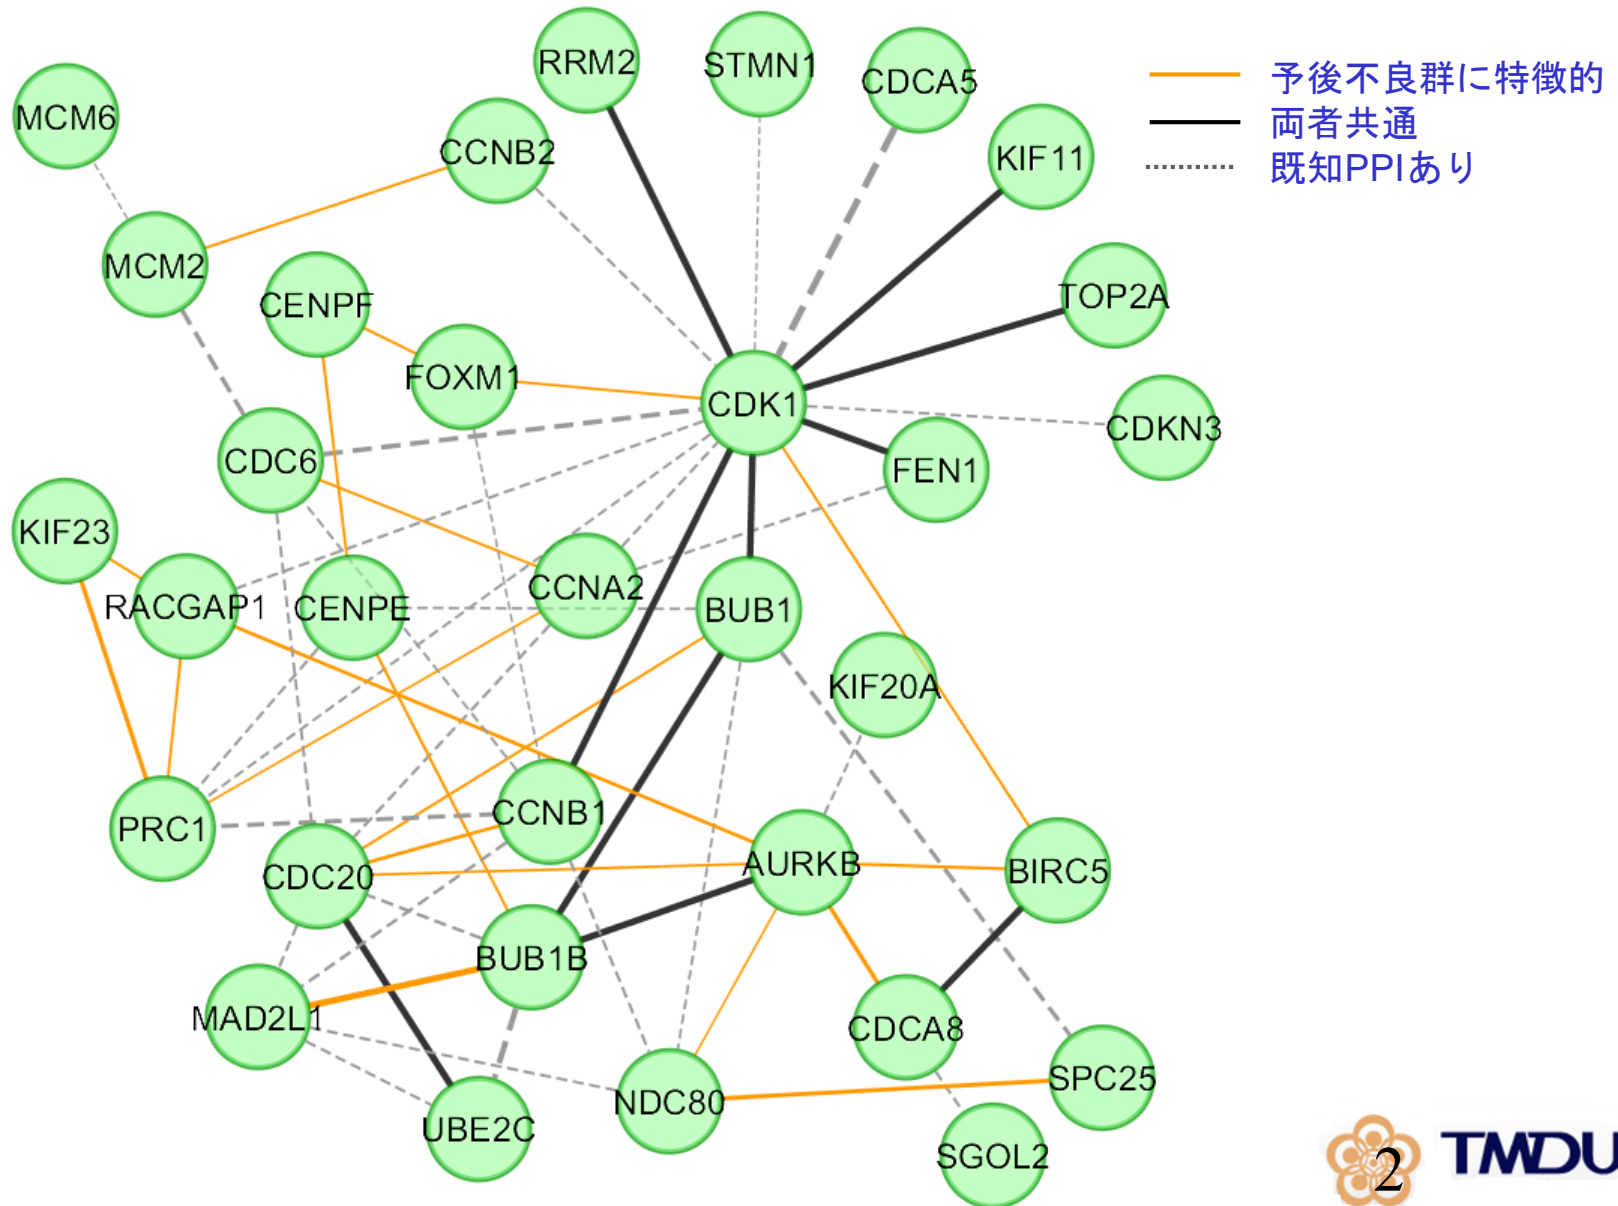 RRM2
STMN1
CDCA5
予後不良群に特徴的
MCM6
両者共通
CCNB2
KIF11
既知PPIあり
MCM2
CENPF
TOP2A
FOXM1
CDK1
CDKN3
CDC6
FEN1
KIF23
CCNA2
RACGAP1
CENPE
BUB1
KIF20A
CCNB1
PRC1
CDC20
AURKB
BIRC5
BUB1B
MAD2L1
CDCA8
SPC25
NDC80
UBE2C
SGOL2
2
TMDU